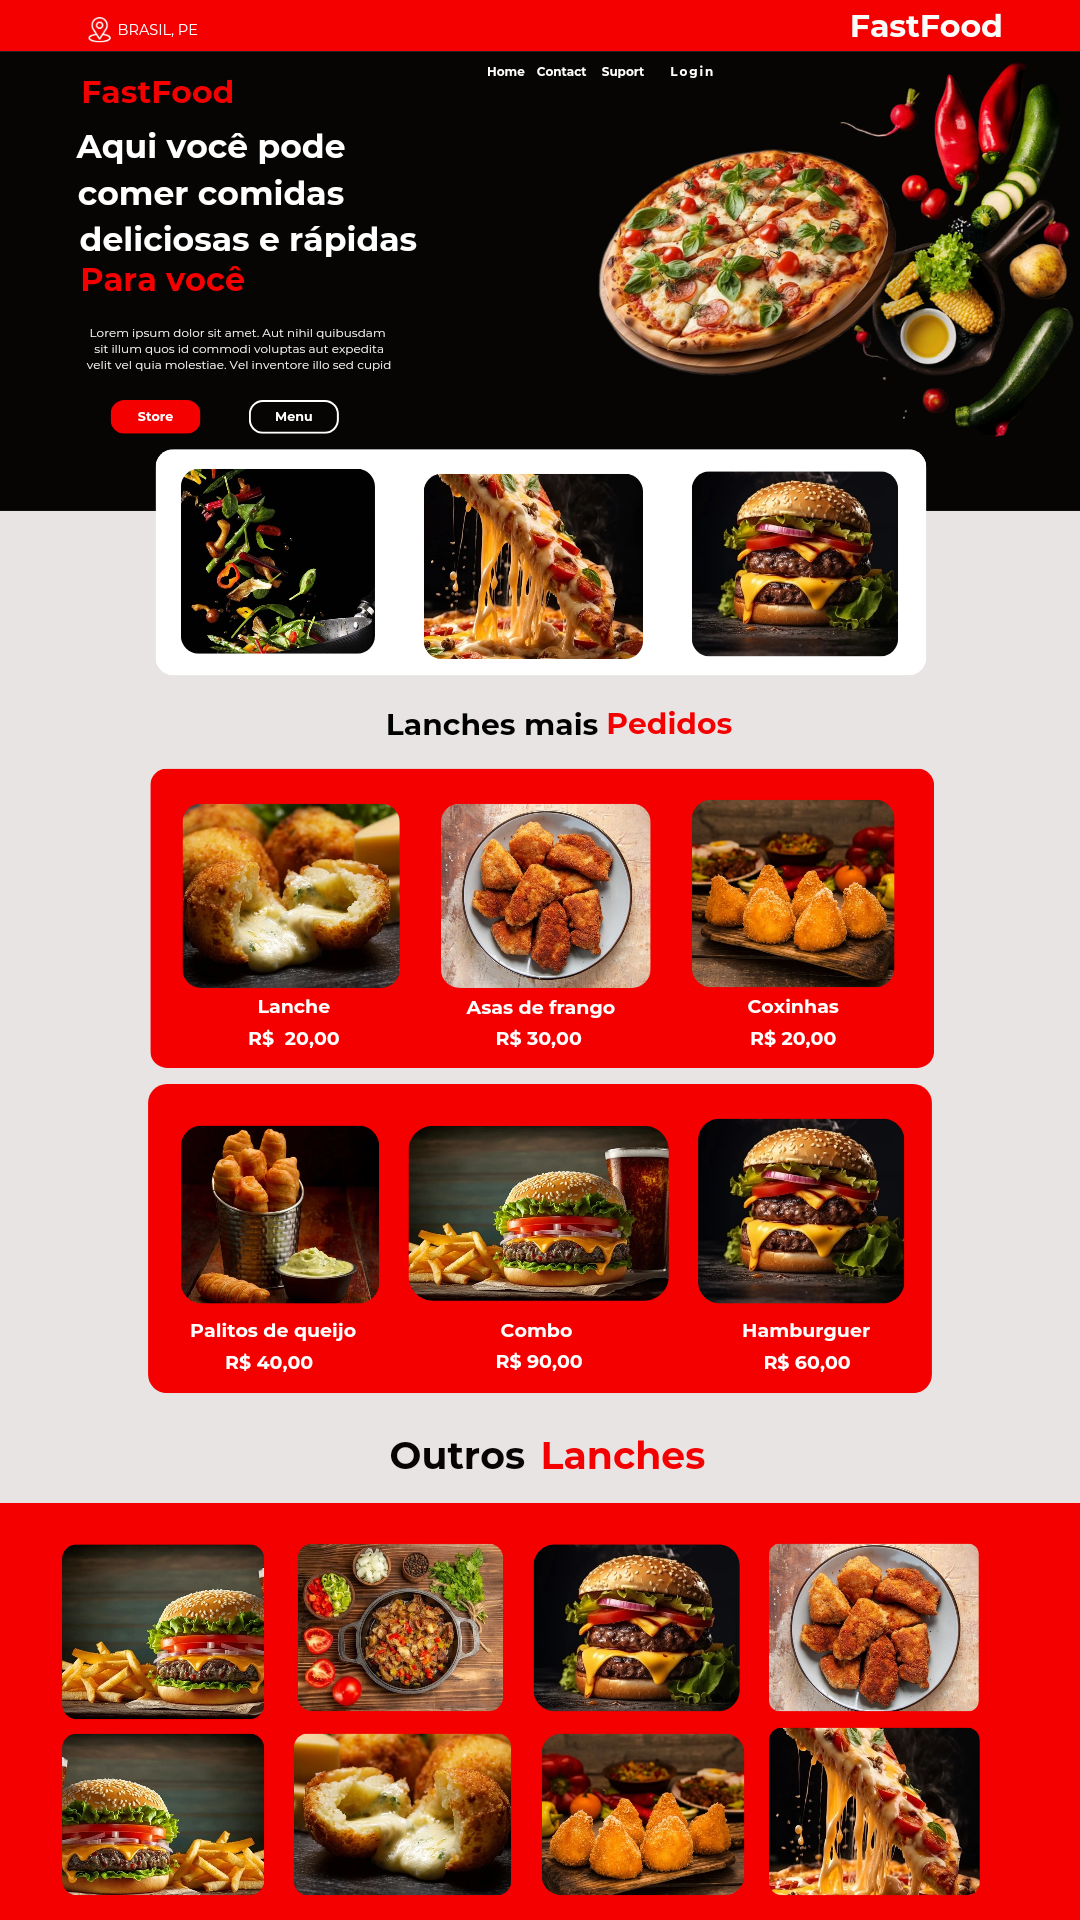 BRASIL, PE
FastFood
Home Contact Suport Login
FastFood
Aqui você pode
comer comidas
deliciosas e rápidas
Para você
Lorem ipsum dolor sit amet. Aut nihil quibusdam
sit illum quos id commodi voluptas aut expedita
velit vel quia molestiae. Vel inventore illo sed cupid
Store
Menu
Lanches mais Pedidos
Lanche
Asas de frango
Coxinhas
R$ 20,00
R$ 30,00
R$ 20,00
Palitos de queijo
Combo
Hamburguer
R$ 40,00
R$ 90,00
R$ 60,00
Outros Lanches